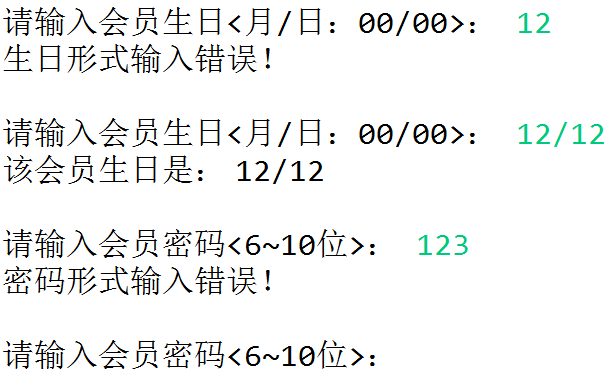 请输入会员生日<月/日：00/00>： 12
生日形式输入错误！
请输入会员生日<月/日：00/00>： 12/12
该会员生日是： 12/12
请输入会员密码<6~10位>： 123
密码形式输入错误！
请输入会员密码<6~10位>：